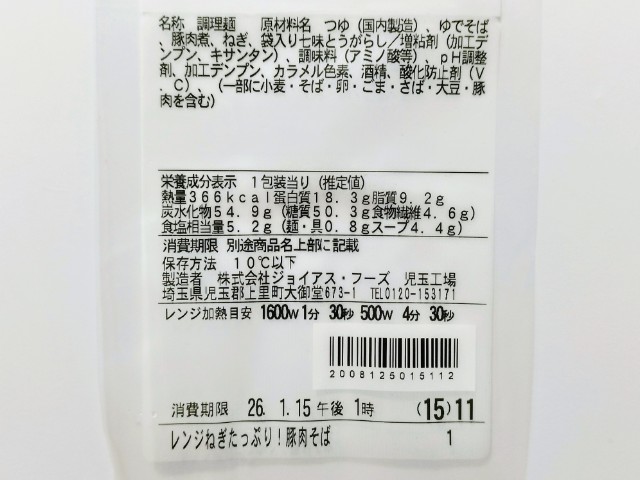 名称 調理麺 原材料名 つゆ（国内製造）、ゆでそば
、豚肉煮、ねぎ、袋入り七味とうがらし／増粘剤（加工デ
ンプン、キサンタン）、調味料（アミノ酸等）、ｐＨ調整
剤、加工デンプン、カラメル色素、酒精、酸化防止剤（Ｖ
．Ｃ）、（一部に小麦・そば・卵・ごま・さば・大豆・豚
肉を含む）
栄養成分表示 １包装当り（推定値）
熱量３６６ｋｃａｌ蛋白質１８．３ｇ脂質９．２ｇ
炭水化物５４．９ｇ（糖質５０．３ｇ食物繊維４．６ｇ）
食塩相当量５．２ｇ（麺・具０．８ｇスープ４．４ｇ）
消費期限 別途商品名上部に記載
保存方法 １０℃以下
製造者 株式会社ジョイアス・フーズ 児玉工場
埼玉県児玉郡上里町大御堂673-1 TEL0120-153171
レンジ加熱目安 1600W 1分 30秒 500W 4分 30秒
2008125015112
消費期限 26. 1.15 午後 1時 (15) 11
レンジねぎたっぷり！豚肉そば 1